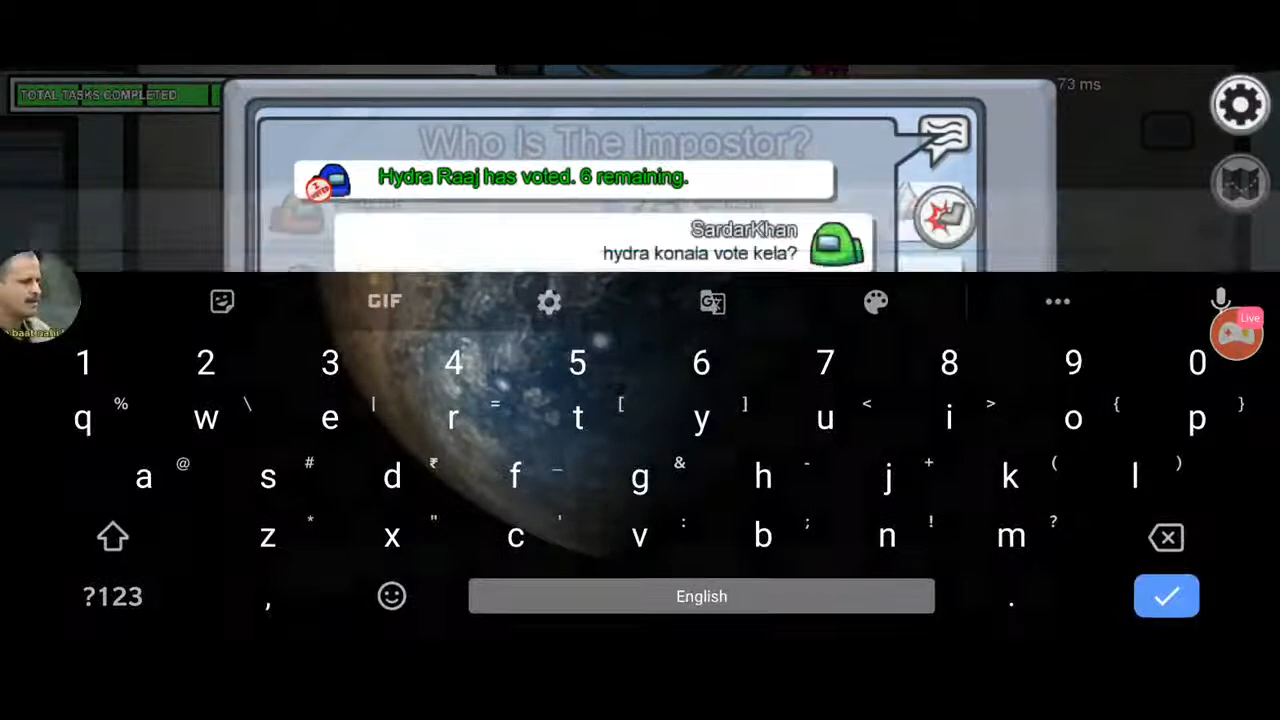 TOTAL TASKS COMPLETED
73 ms
Who Is The Impostor?
Hydra Raaj has voted. 6 remaining.
I VOTED
SardarKhan
hydra konala vote kela?
GIF
Live
1 2 3 4 5 6 7 8 9 0
q % w \ e | r = t [ y ] u < i > o { p }
a @ s # d ₹ f _ g & h - j + k ( l )
z * x " c ' v : b ; n ! m ?
?123 , English .